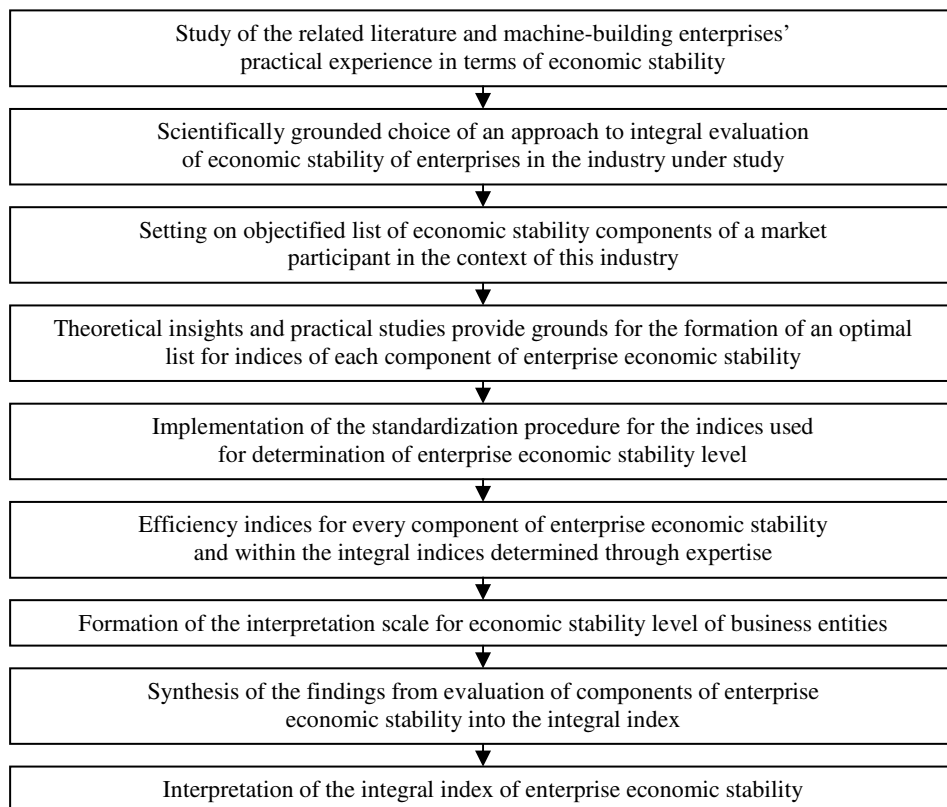 Study of the related literature and machine-building enterprises’
practical experience in terms of economic stability
Scientifically grounded choice of an approach to integral evaluation
of economic stability of enterprises in the industry under study
Setting on objectified list of economic stability components of a market
participant in the context of this industry
Theoretical insights and practical studies provide grounds for the formation of an optimal
list for indices of each component of enterprise economic stability
Implementation of the standardization procedure for the indices used
for determination of enterprise economic stability level
Efficiency indices for every component of enterprise economic stability
and within the integral indices determined through expertise
Formation of the interpretation scale for economic stability level of business entities
Synthesis of the findings from evaluation of components of enterprise
economic stability into the integral index
Interpretation of the integral index of enterprise economic stability